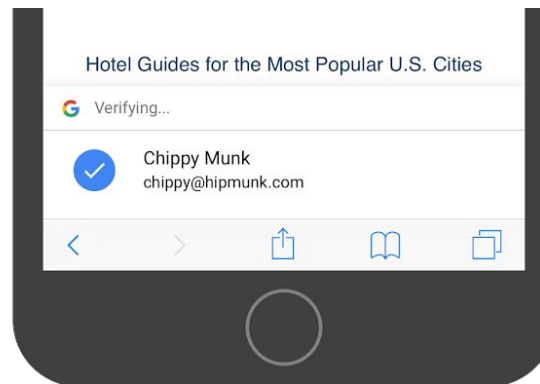 Hotel Guides for the Most Popular U.S. Cities
G Verifying...
Chippy Munk
chippy@hipmunk.com